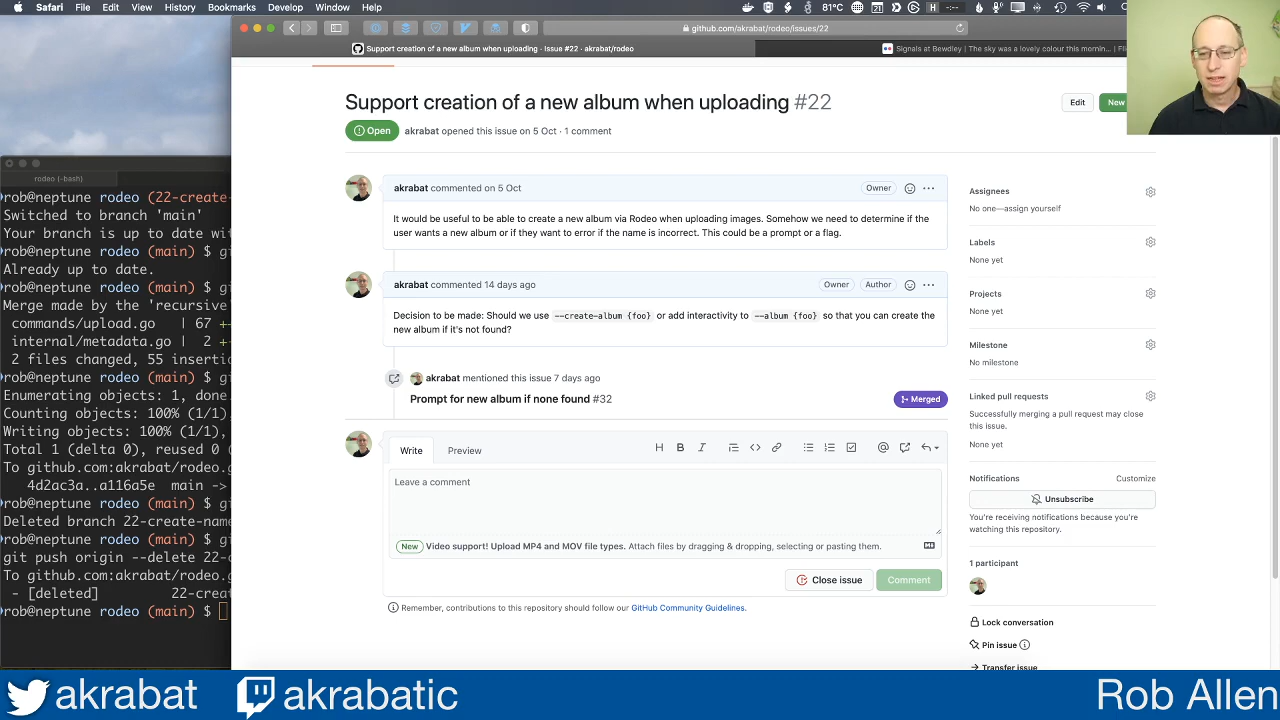 Safari File Edit View History Bookmarks Develop Window Help
81°C
github.com/akrabat/rodeo/issues/22
Support creation of a new album when uploading · Issue #22 · akrabat/rodeo
Signals at Bewdley | The sky was a lovely colour this mornin... | Fli
Support creation of a new album when uploading #22
Edit
New
Open
akrabat opened this issue on 5 Oct · 1 comment
akrabat commented on 5 Oct
Owner
It would be useful to be able to create a new album via Rodeo when uploading images. Somehow we need to determine if the
user wants a new album or if they want to error if the name is incorrect. This could be a prompt or a flag.
akrabat commented 14 days ago
Owner
Author
Decision to be made: Should we use --create-album {foo} or add interactivity to --album {foo} so that you can create the
new album if it's not found?
akrabat mentioned this issue 7 days ago
Prompt for new album if none found #32
Merged
Write
Preview
Leave a comment
New Video support! Upload MP4 and MOV file types. Attach files by dragging & dropping, selecting or pasting them.
Close issue
Comment
Remember, contributions to this repository should follow our GitHub Community Guidelines.
Assignees
No one—assign yourself
Labels
None yet
Projects
None yet
Milestone
No milestone
Linked pull requests
Successfully merging a pull request may close
this issue.
None yet
Notifications
Customize
Unsubscribe
You're receiving notifications because you're
watching this repository.
1 participant
Lock conversation
Pin issue
Transfer issue
rodeo (-bash)
rob@neptune rodeo (22-create-
Switched to branch 'main'
Your branch is up to date wit
rob@neptune rodeo (main) $ gi
Already up to date.
rob@neptune rodeo (main) $ gi
Merge made by the 'recursive'
commands/upload.go | 67 +
internal/metadata.go | 2 +
2 files changed, 55 insertion
rob@neptune rodeo (main) $ gi
Enumerating objects: 1, done.
Counting objects: 100% (1/1),
Writing objects: 100% (1/1),
Total 1 (delta 0), reused 0 (
To github.com:akrabat/rodeo.
4d2ac3a..a116a5e main ->
rob@neptune rodeo (main) $ gi
Deleted branch 22-create-name
rob@neptune rodeo (main) $ gi
git push origin --delete 22-c
To github.com:akrabat/rodeo.
- [deleted] 22-crea
rob@neptune rodeo (main) $
akrabat
akrabatic
Rob Allen